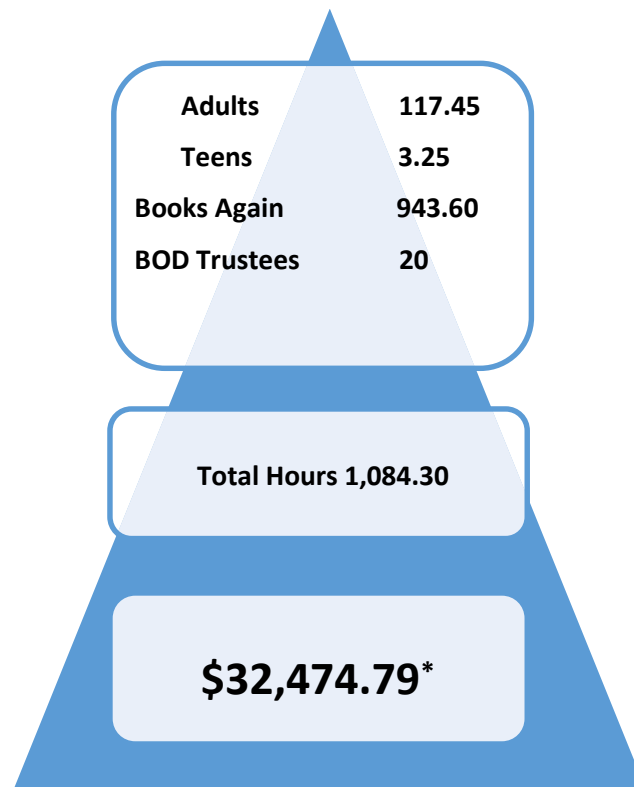 Adults 117.45
Teens 3.25
Books Again 943.60
BOD Trustees 20
Total Hours 1,084.30
$32,474.79*